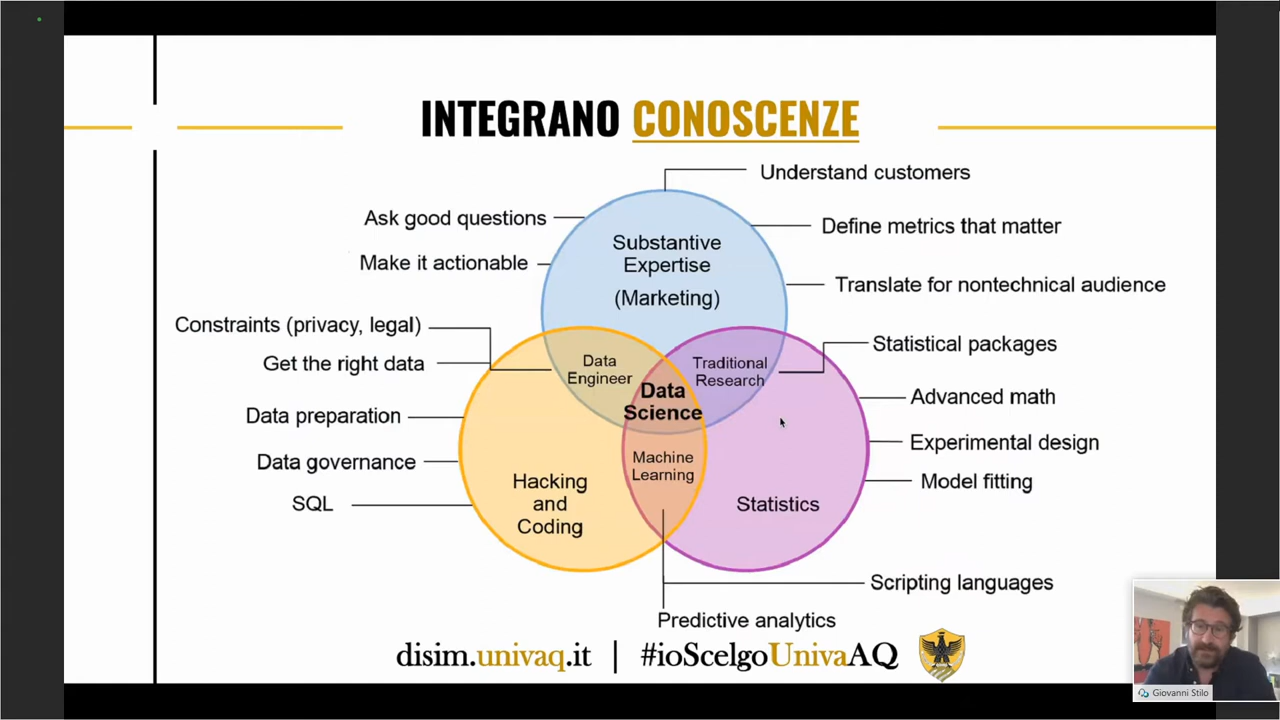 INTEGRANO CONOSCENZE
Understand customers
Ask good questions
Define metrics that matter
Make it actionable
Translate for nontechnical audience
Substantive
Expertise
(Marketing)
Constraints (privacy, legal)
Get the right data
Data preparation
Data governance
SQL
Data
Engineer
Traditional
Research
Data
Science
Machine
Learning
Hacking
and
Coding
Statistics
Statistical packages
Advanced math
Experimental design
Model fitting
Scripting languages
Predictive analytics
disim.univaq.it | #ioScelgoUnivaAQ
Giovanni Stilo